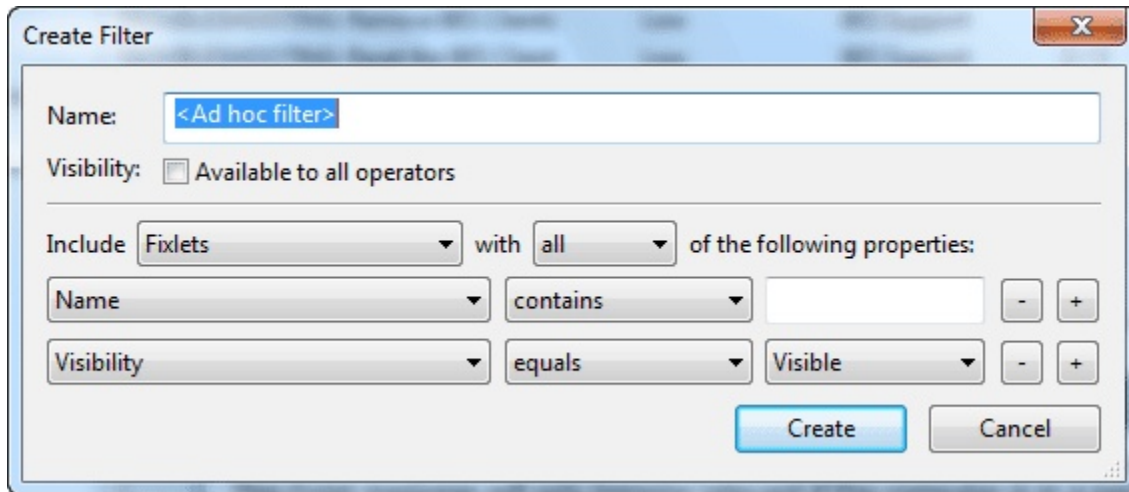 Create Filter
Name: <Ad hoc filter>
Visibility: Available to all operators
Include Fixlets with all of the following properties:
Name contains - +
Visibility equals Visible - +
Create Cancel